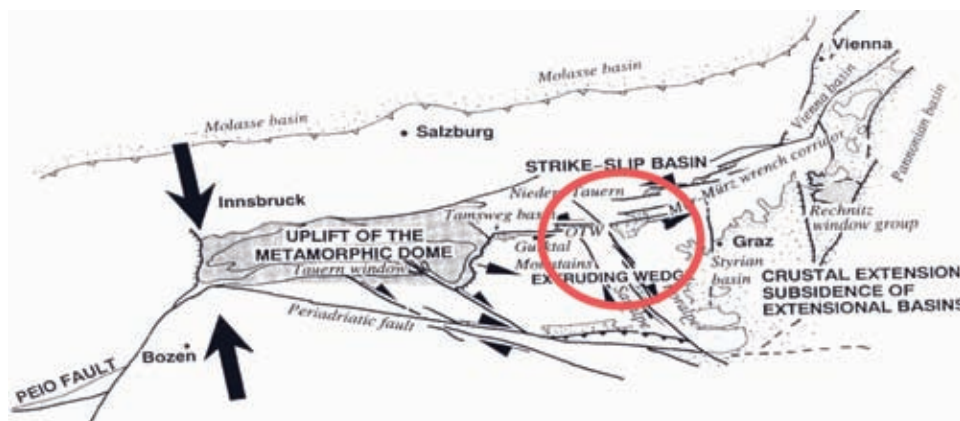 Vienna
Molasse basin
Molasse basin
Vienna basin
Pannonian basin
Salzburg
STRIKE-SLIP BASIN
Mur-Mürz wrench corridor
Innsbruck
Niedere Tauern
Tamsweg basin
OTW
Rechnitz
window group
UPLIFT OF THE
METAMORPHIC DOME
Tauern window
Gurktal
Mountains
Graz
Styrian
basin
EXTRUDING WEDG
CRUSTAL EXTENSION
SUBSIDENCE OF
EXTENSIONAL BASINS
Periadriatic fault
Bozen
PEIO FAULT